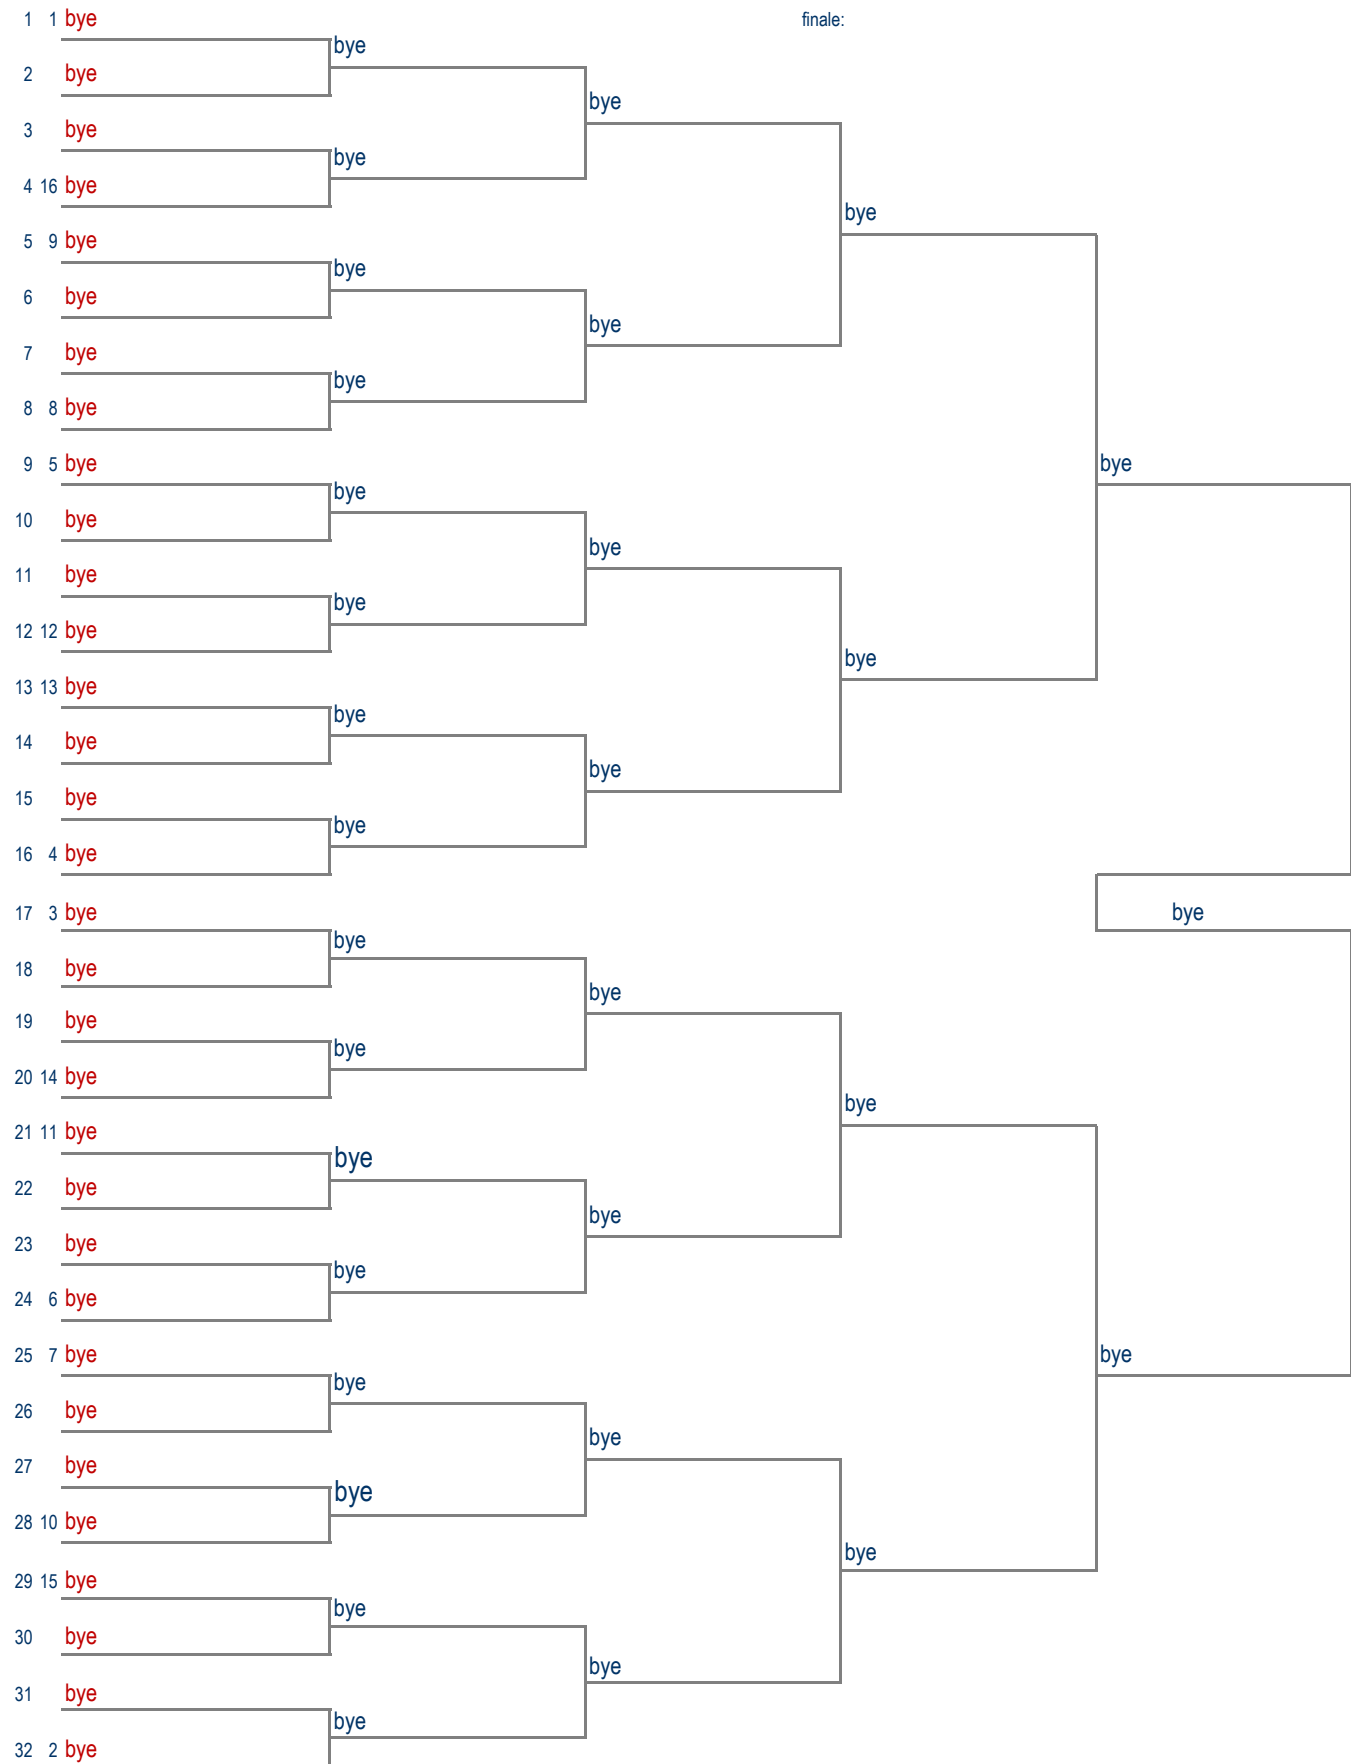 1 1 bye finale:
bye
2 bye
bye
3 bye
bye
4 16 bye
bye
5 9 bye
bye
6 bye
bye
7 bye
bye
8 8 bye
9 5 bye bye
bye
10 bye
bye
11 bye
bye
12 12 bye
bye
13 13 bye
bye
14 bye
bye
15 bye
bye
16 4 bye
17 3 bye bye
bye
18 bye
bye
19 bye
bye
20 14 bye
bye
21 11 bye
bye
22 bye
bye
23 bye
bye
24 6 bye
25 7 bye bye
bye
26 bye
bye
27 bye
bye
28 10 bye
bye
29 15 bye
bye
30 bye
bye
31 bye
bye
32 2 bye